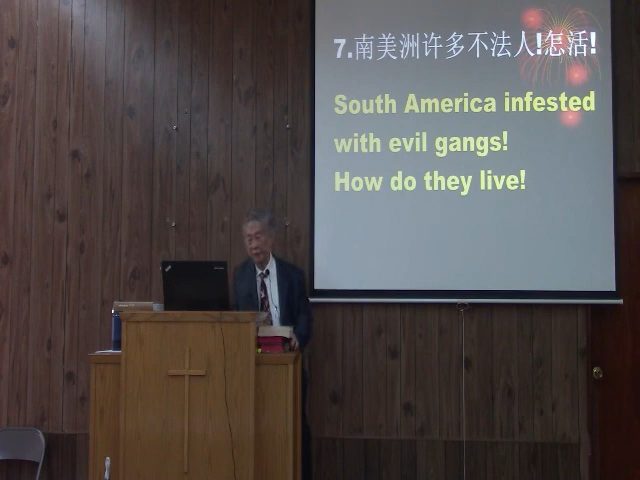 7.南美洲许多不法人!怎活!
South America infested
with evil gangs!
How do they live!